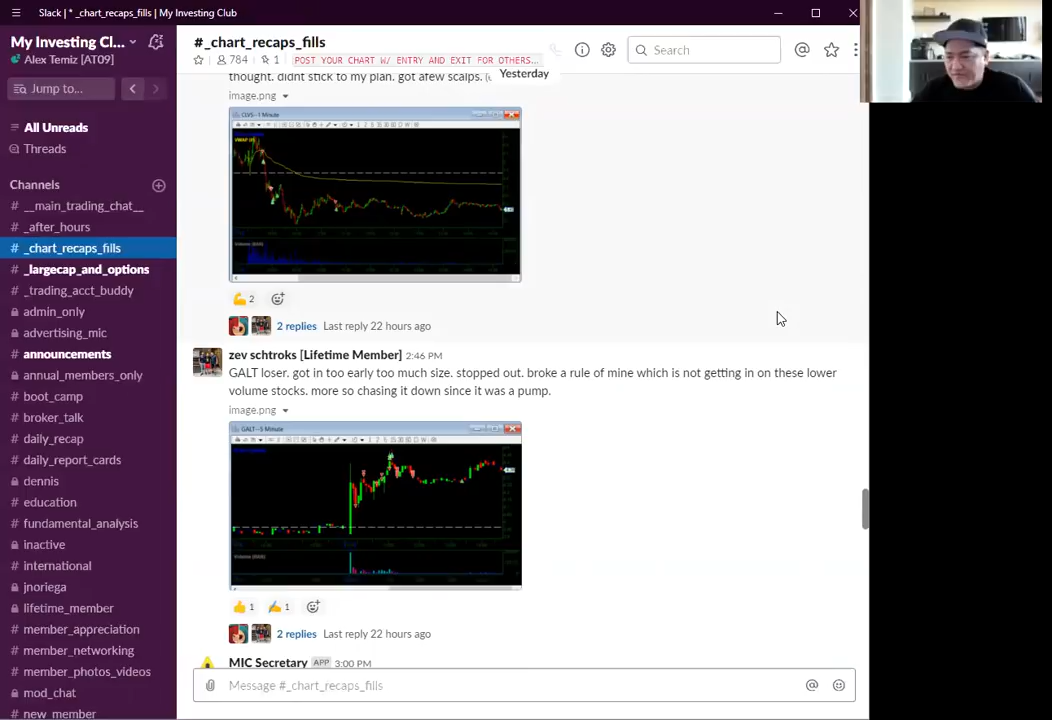 Slack | * _chart_recaps_fills | My Investing Club
My Investing Cl...
Alex Temiz [AT09]
Jump to...
All Unreads
Threads
Channels
# __main_trading_chat__
# _after_hours
# _chart_recaps_fills
# _largecap_and_options
# _trading_acct_buddy
admin_only
advertising_mic
announcements
annual_members_only
# boot_camp
# broker_talk
# daily_recap
# daily_report_cards
# dennis
# education
# fundamental_analysis
inactive
# international
jnoriega
lifetime_member
# member_appreciation
# member_networking
# member_photos_videos
mod_chat
# new_member
#_chart_recaps_fills
784
1
POST YOUR CHART W/ ENTRY AND EXIT FOR OTHERS...
Search
thought. didnt stick to my plan. got afew scalps. (
Yesterday
image.png
CLVS--1 Minute
2
2 replies Last reply 22 hours ago
zev schtroks [Lifetime Member] 2:46 PM
GALT loser. got in too early too much size. stopped out. broke a rule of mine which is not getting in on these lower
volume stocks. more so chasing it down since it was a pump.
image.png
GALT--5 Minute
1
1
2 replies Last reply 22 hours ago
MIC Secretary APP 3:00 PM
Message #_chart_recaps_fills